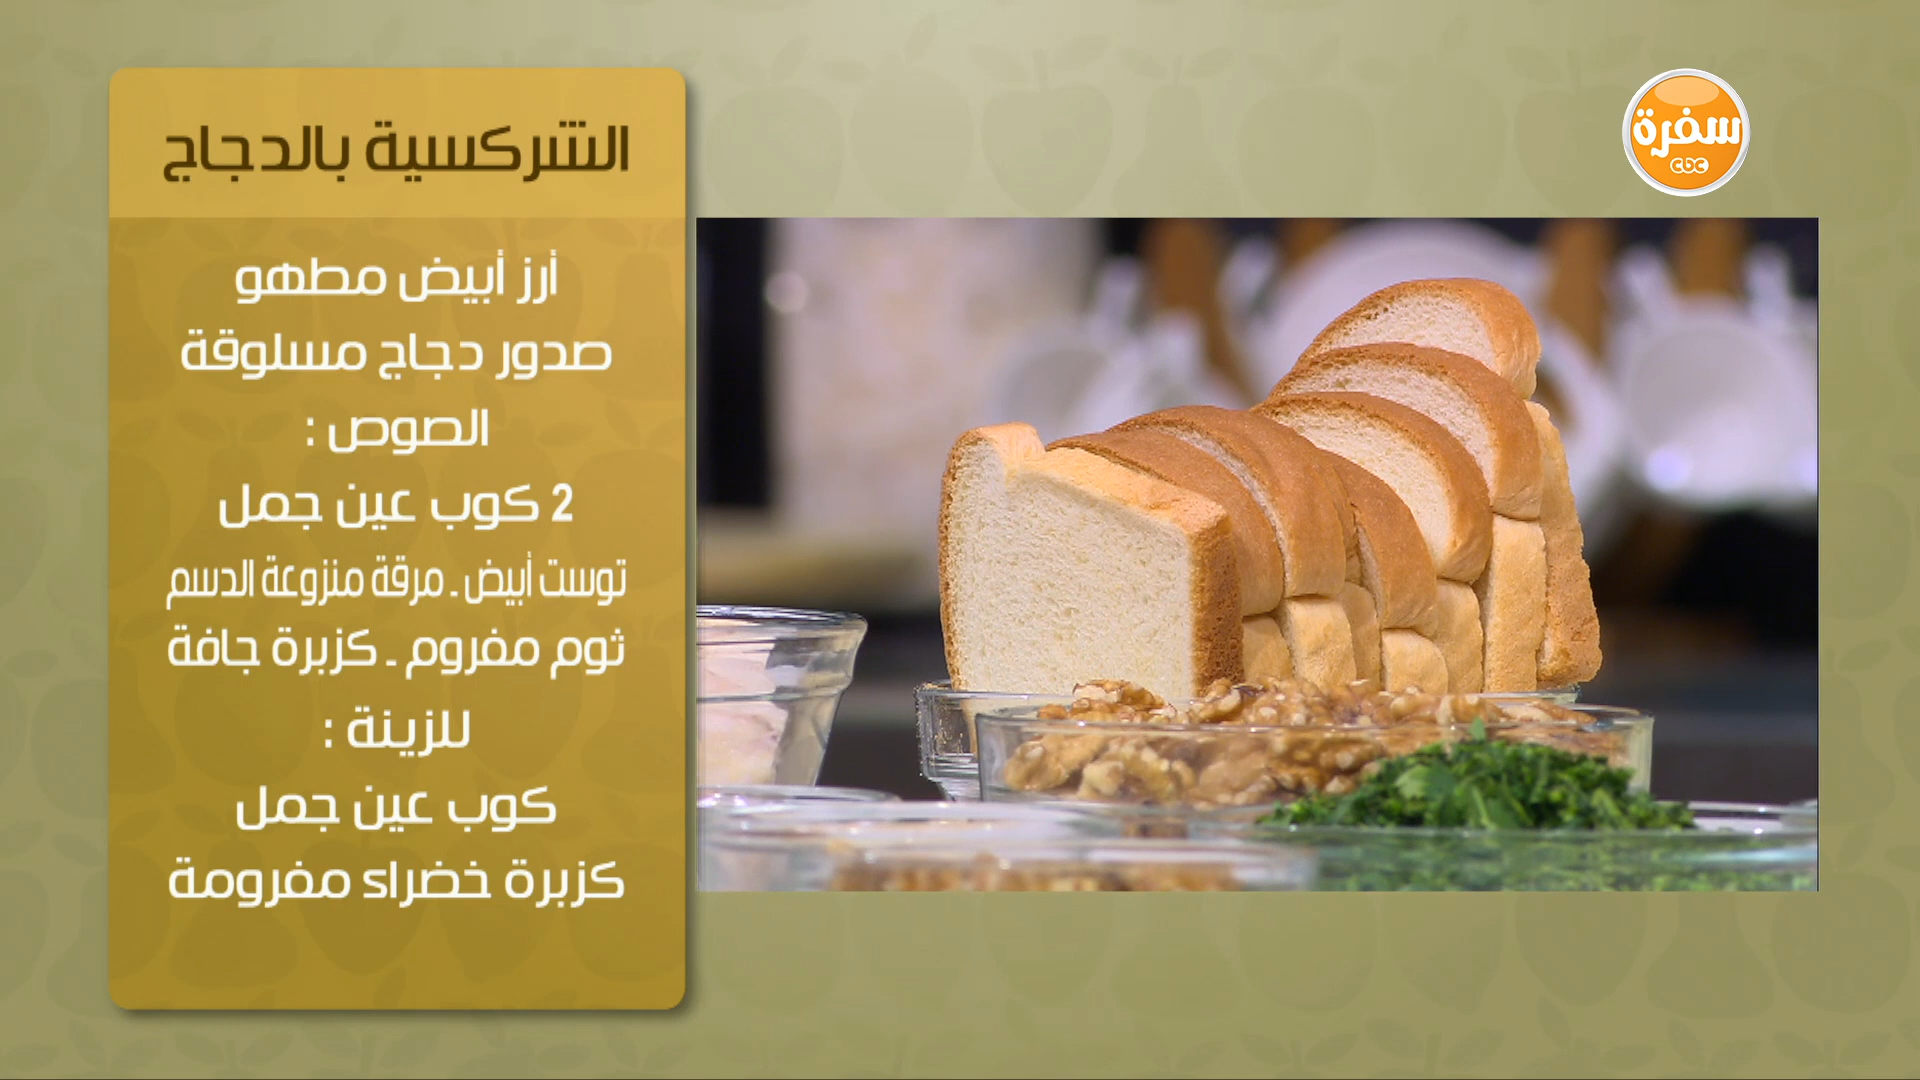 الشركسية بالدجاج
أرز أبيض مطهو
صدور دجاج مسلوقة
الصوص :
2 كوب عين جمل
توست أبيض - مرقة منزوعة الدسم
ثوم مفروم - كزبرة جافة
للزينة :
كوب عين جمل
كزبرة خضراء مفرومة
سفرة
cbc